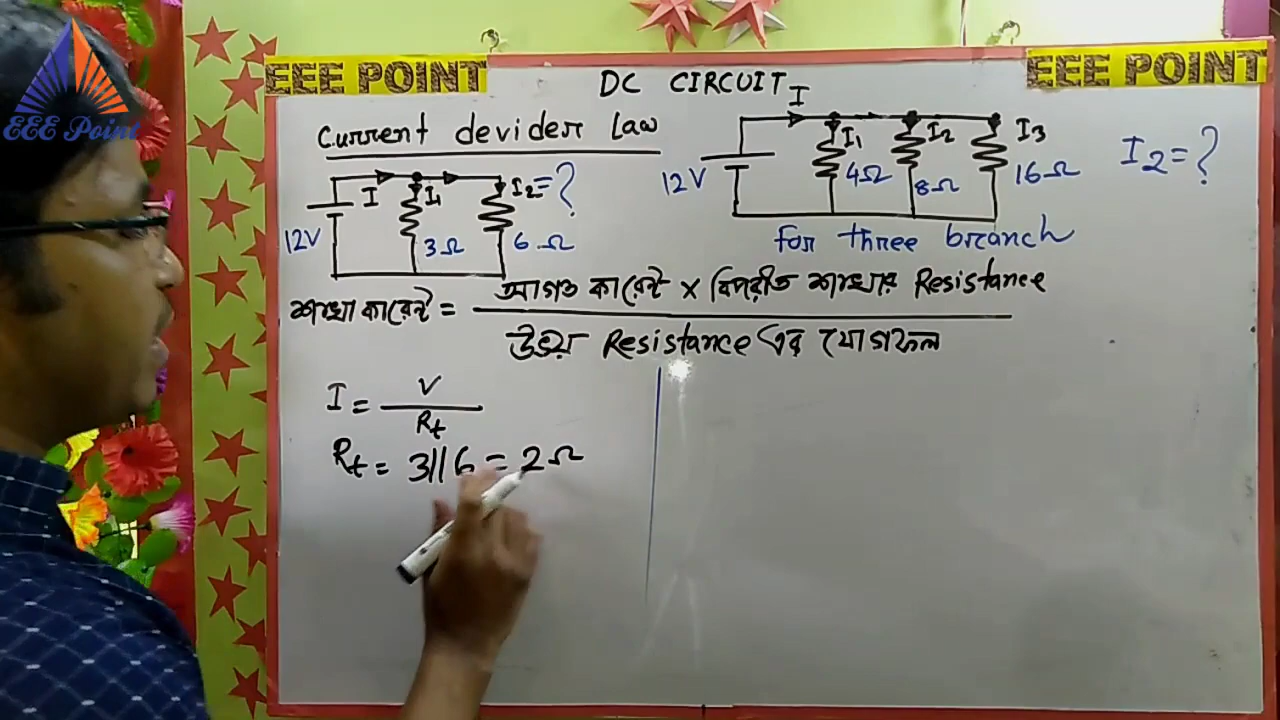 EEE Point
EEE POINT
DC CIRCUIT
EEE POINT
Current devider Law
12V
I
I1
3Ω
I2=?
6 Ω
12V
I
I1
4Ω
I2
8Ω
I3
16Ω
I2=?
for three branch
শাখা কারেন্ট = আগত কারেন্ট × বিপরীত শাখার Resistance
উভয় Resistance এর যোগফল
I = V
Rt
Rt = 3||6 = 2Ω